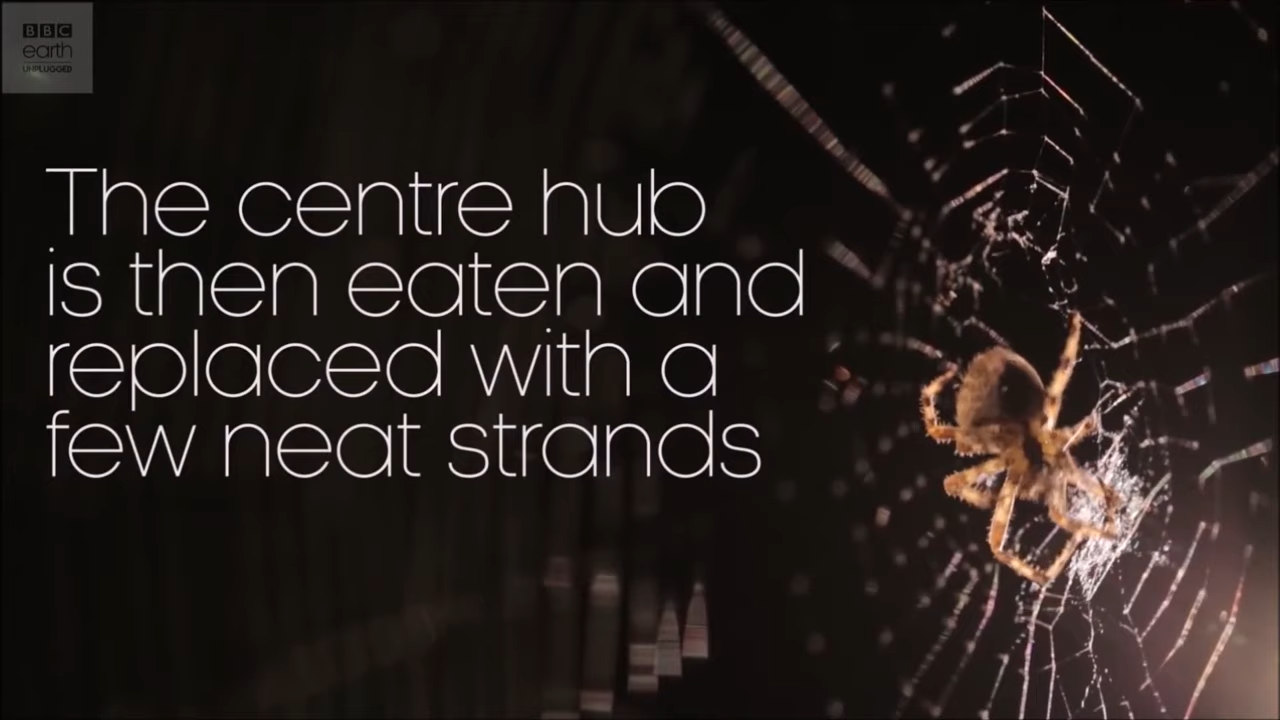 BBC
earth
UNPLUGGED
The centre hub
is then eaten and
replaced with a
few neat strands